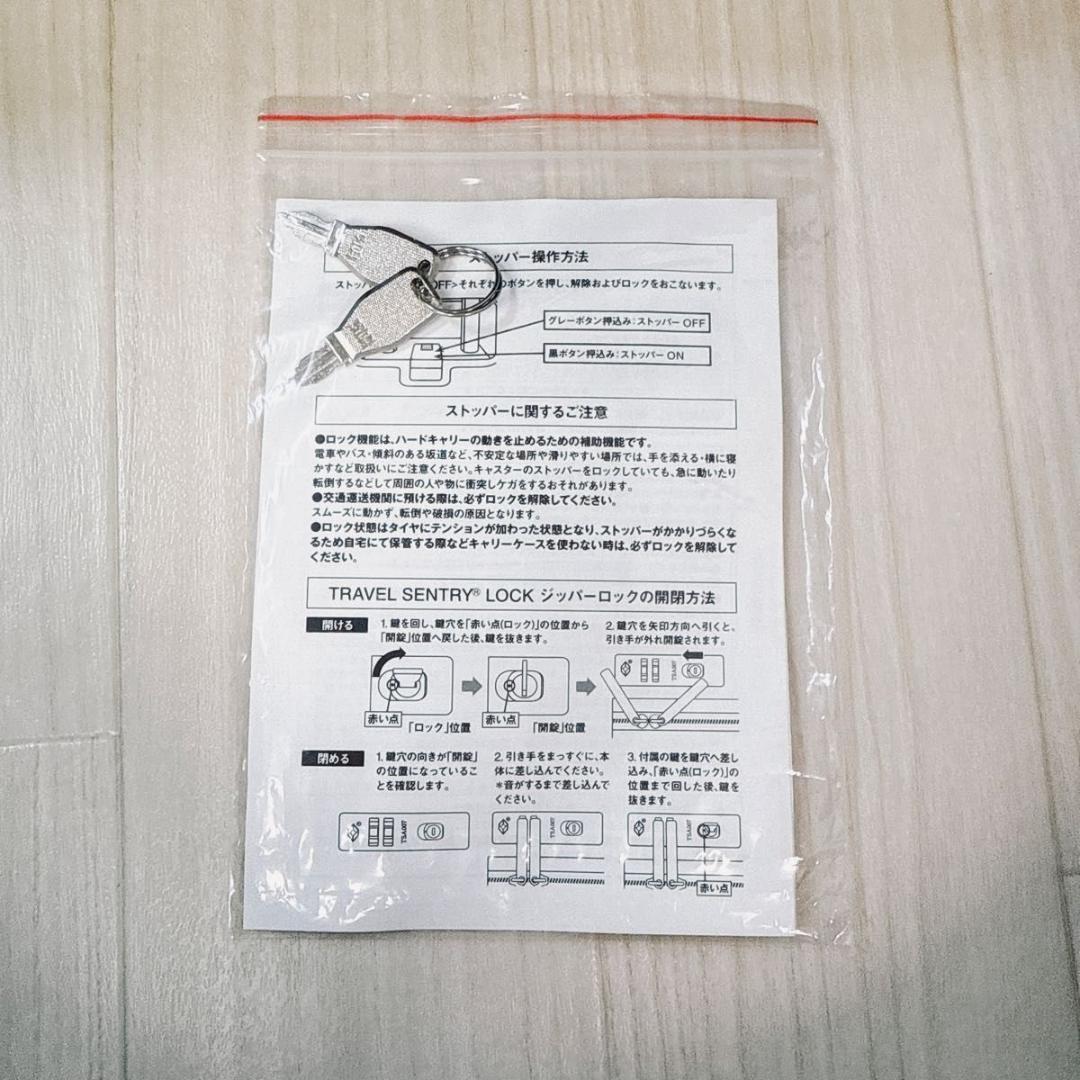 ストッパー操作方法
OFF>それぞれのボタンを押し、解除およびロックをおこないます。
グレーボタン押込み：ストッパー OFF
黒ボタン押込み：ストッパー ON
ストッパーに関するご注意
●ロック機能は、ハードキャリーの動きを止めるための補助機能です。
電車やバス・傾斜のある坂道など、不安定な場所や滑りやすい場所では、手を添える・横に寝
かすなど取扱いにご注意ください。キャスターのストッパーをロックしていても、急に動いたり
転倒するなどして周囲の人や物に衝突しケガをするおそれがあります。
●交通運送機関に預ける際は、必ずロックを解除してください。
スムーズに動かず、転倒や破損の原因となります。
●ロック状態はタイヤにテンションが加わった状態となり、ストッパーがかかりづらくな
るため自宅にて保管する際などキャリーケースを使わない時は、必ずロックを解除して
ください。
TRAVEL SENTRY® LOCK ジッパーロックの開閉方法
開ける
1. 鍵を回し、鍵穴を「赤い点(ロック)」の位置から
「開錠」位置へ戻した後、鍵を抜きます。
2. 鍵穴を矢印方向へ引くと、
引き手が外れ開錠されます。
TSA007
赤い点
「ロック」位置
赤い点
「開錠」位置
閉める
1. 鍵穴の向きが「開錠」
の位置になっているこ
とを確認します。
2. 引き手をまっすぐに、本
体に差し込んでください。
＊音がするまで差し込んで
ください。
3. 付属の鍵を鍵穴へ差し
込み、「赤い点(ロック)」の
位置まで回した後、鍵を
抜きます。
TSA007
TSA007
TSA007
赤い点